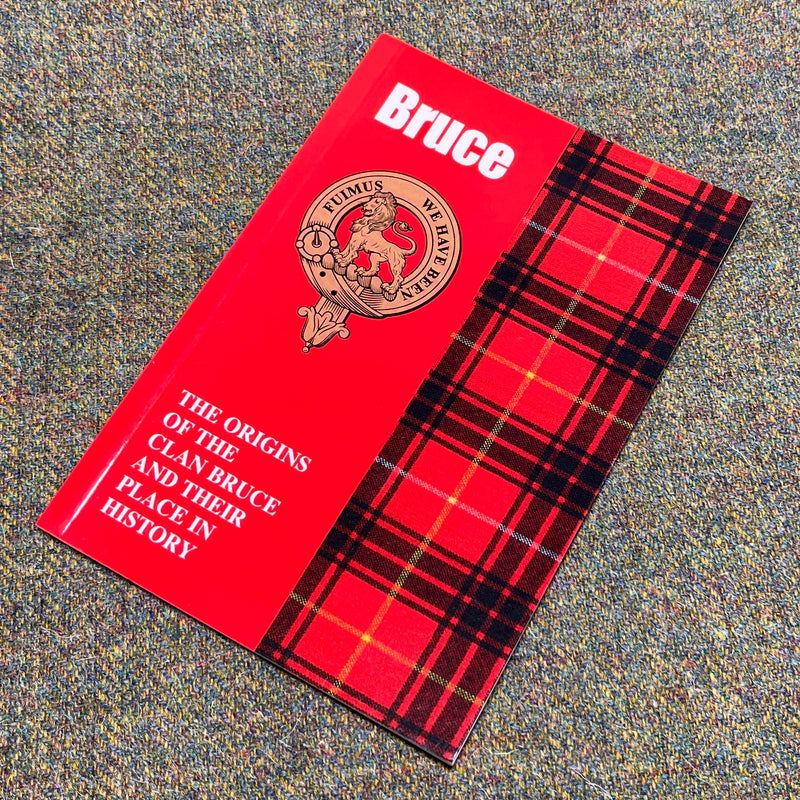 Bruce
FUIMUS WE HAVE BEEN
THE ORIGINS
OF THE
CLAN BRUCE
AND THEIR
PLACE IN
HISTORY